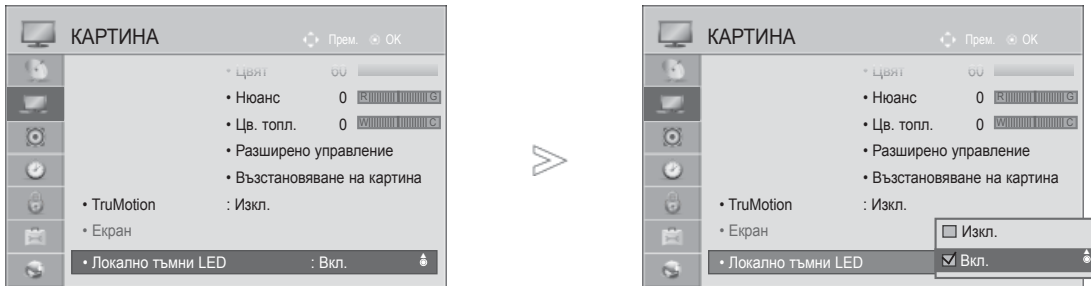 КАРТИНА
Прем. OK
• Цвят 60
• Нюанс 0 R G
• Цв. топл. 0 W C
• Разширено управление
• Възстановяване на картина
• TruMotion : Изкл.
• Екран
• Локално тъмни LED : Вкл.
КАРТИНА
Прем. OK
• Цвят 60
• Нюанс 0 R G
• Цв. топл. 0 W C
• Разширено управление
• Възстановяване на картина
• TruMotion : Изкл.
• Екран
Изкл.
• Локално тъмни LED
Вкл.